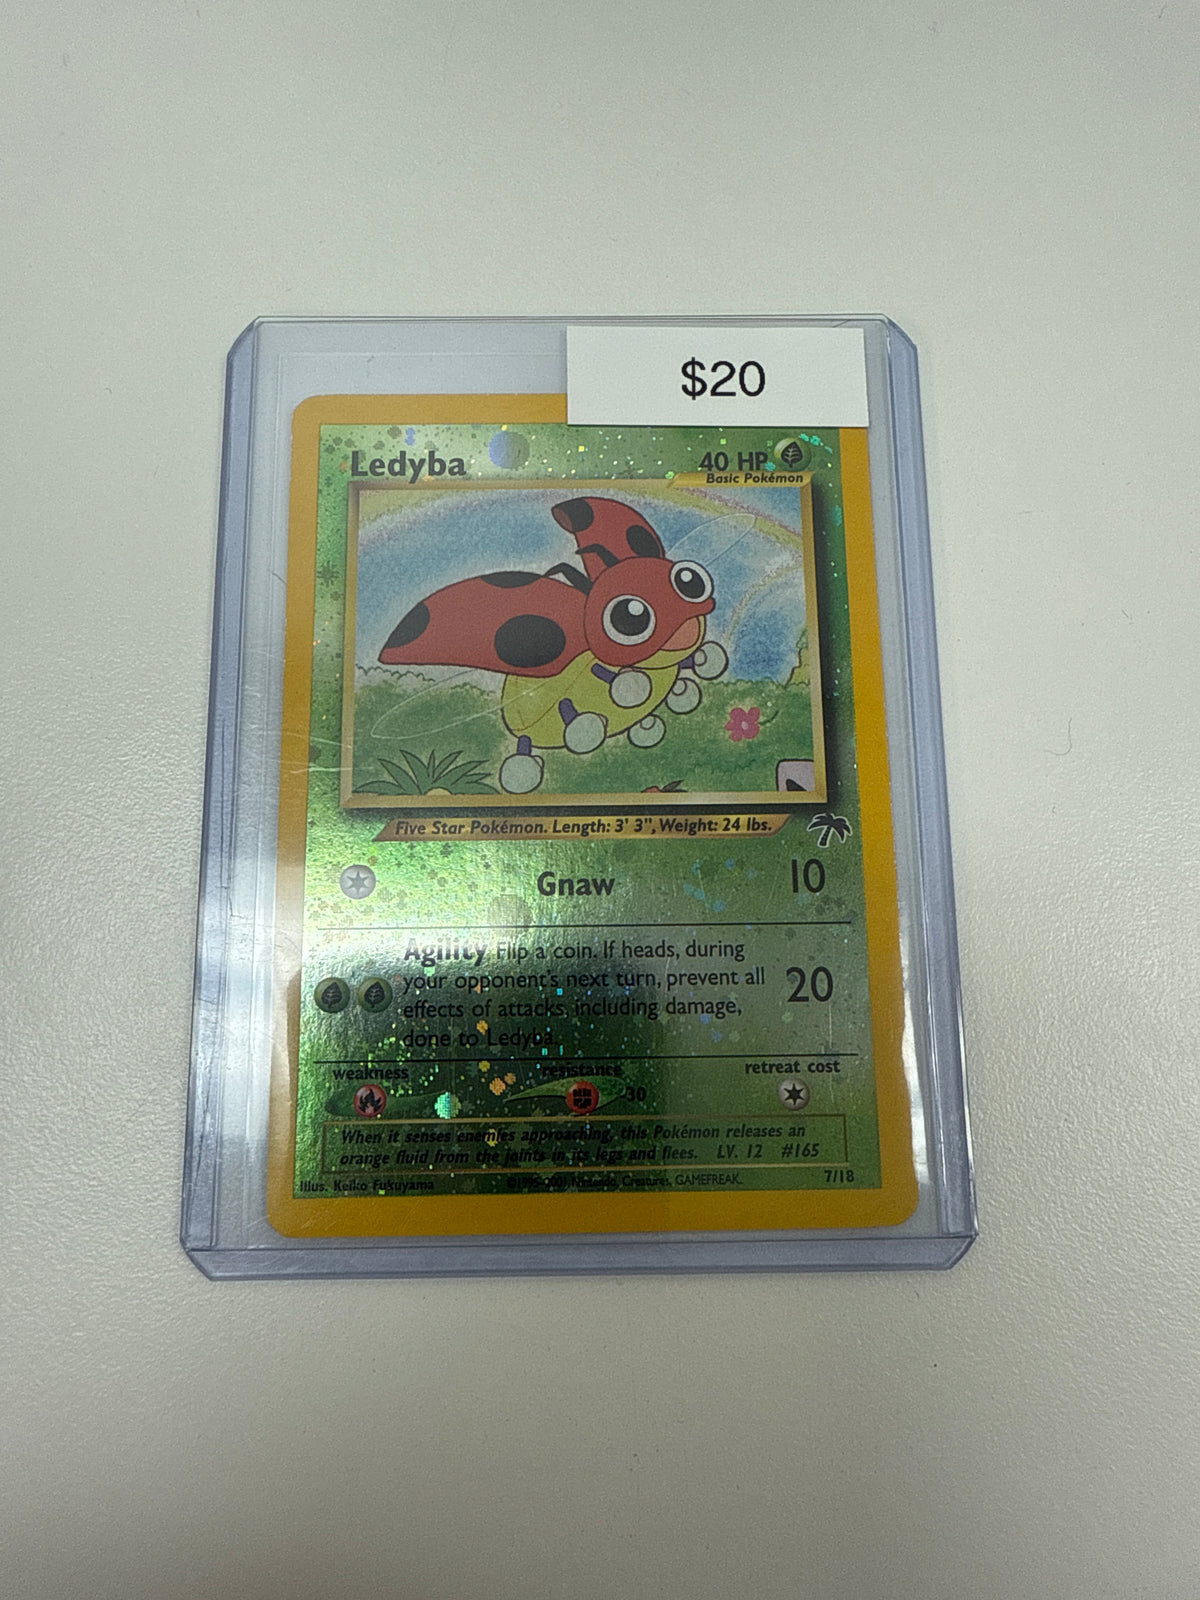 $20
Ledyba
40 HP
Basic Pokémon
Five Star Pokémon. Length: 3' 3", Weight: 24 lbs.
Gnaw
10
Agility Flip a coin. If heads, during
your opponent's next turn, prevent all
effects of attacks, including damage,
done to Ledyba.
20
weakness
resistance
retreat cost
-30
When it senses enemies approaching, this Pokémon releases an
orange fluid from the joints in its legs and flees. LV. 12 #165
Illus. Keiko Fukuyama
©1995-2001 Nintendo, Creatures, GAMEFREAK.
7/18